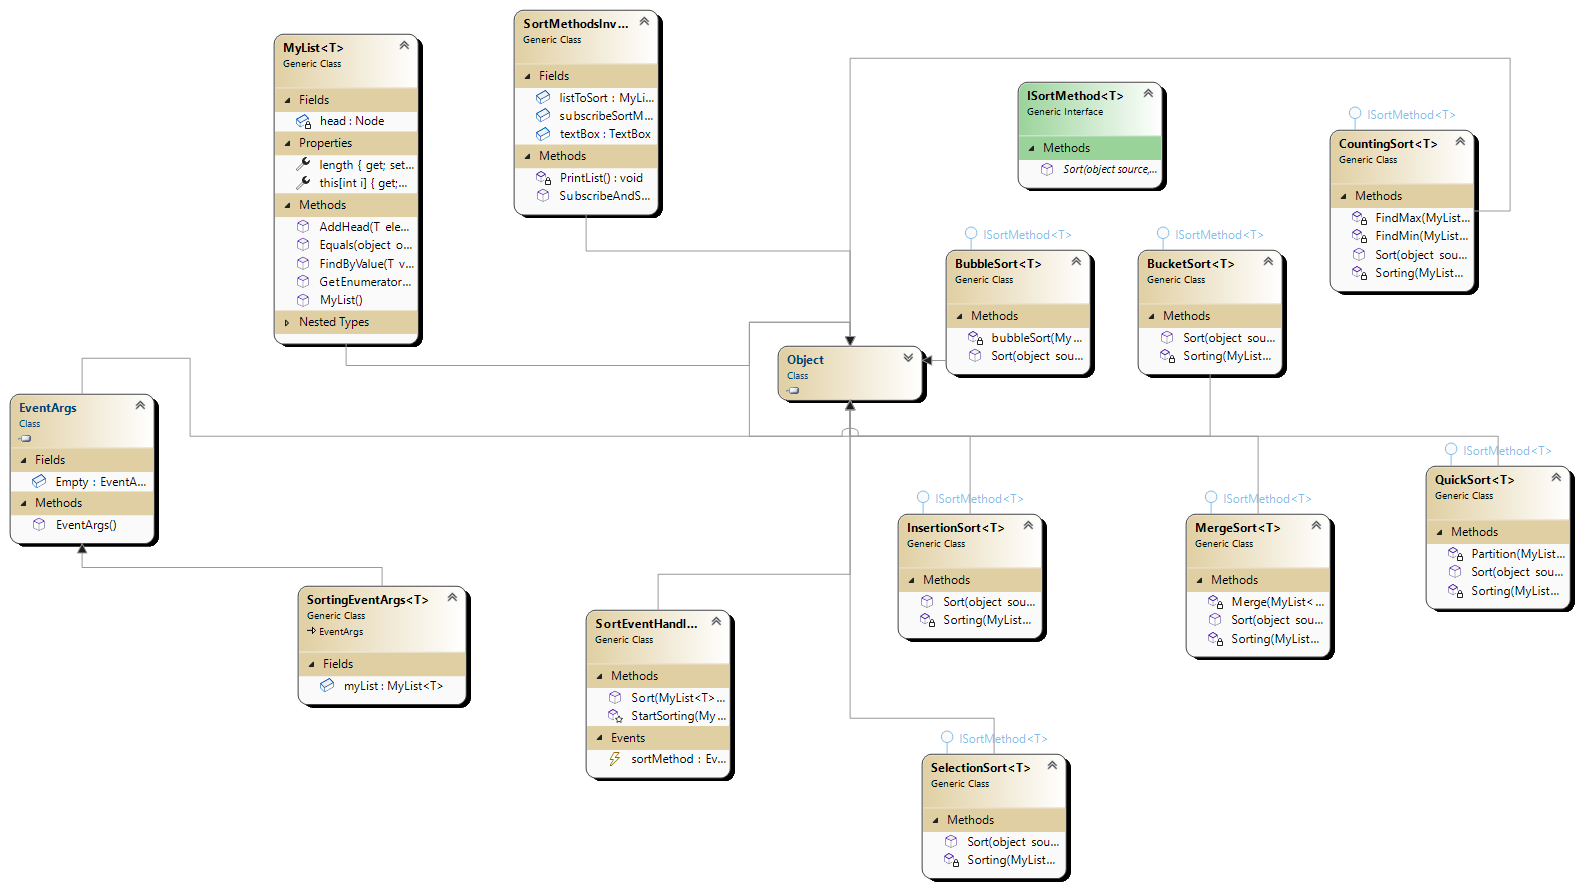 MyList<T>
Generic Class
Fields
head : Node
Properties
length { get; set...
this[int i] { get;...
Methods
AddHead(T ele...
Equals(object o...
FindByValue(T v...
GetEnumerator...
MyList()
Nested Types
SortMethodsInv...
Generic Class
Fields
listToSort : MyLi...
subscribeSortM...
textBox : TextBox
Methods
PrintList() : void
SubscribeAndS...
ISortMethod<T>
Generic Interface
Methods
Sort(object source,...
ISortMethod<T>
CountingSort<T>
Generic Class
Methods
FindMax(MyList...
FindMin(MyList...
Sort(object sou...
Sorting(MyList...
ISortMethod<T>
BubbleSort<T>
Generic Class
Methods
bubbleSort(My...
Sort(object sou...
ISortMethod<T>
BucketSort<T>
Generic Class
Methods
Sort(object sou...
Sorting(MyList...
Object
Class
EventArgs
Class
Fields
Empty : EventA...
Methods
EventArgs()
SortingEventArgs<T>
Generic Class
EventArgs
Fields
myList : MyList<T>
SortEventHandl...
Generic Class
Methods
Sort(MyList<T>...
StartSorting(My...
Events
sortMethod : Ev...
ISortMethod<T>
InsertionSort<T>
Generic Class
Methods
Sort(object sou...
Sorting(MyList...
ISortMethod<T>
MergeSort<T>
Generic Class
Methods
Merge(MyList<...
Sort(object sou...
Sorting(MyList...
ISortMethod<T>
QuickSort<T>
Generic Class
Methods
Partition(MyList...
Sort(object sou...
Sorting(MyList...
ISortMethod<T>
SelectionSort<T>
Generic Class
Methods
Sort(object sou...
Sorting(MyList...